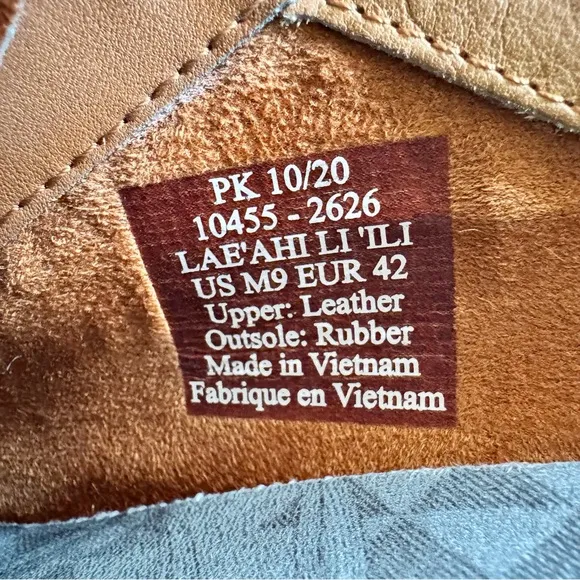 PK 10/20
10455 - 2626
LAE'AHI LI 'ILI
US M9 EUR 42
Upper: Leather
Outsole: Rubber
Made in Vietnam
Fabrique en Vietnam